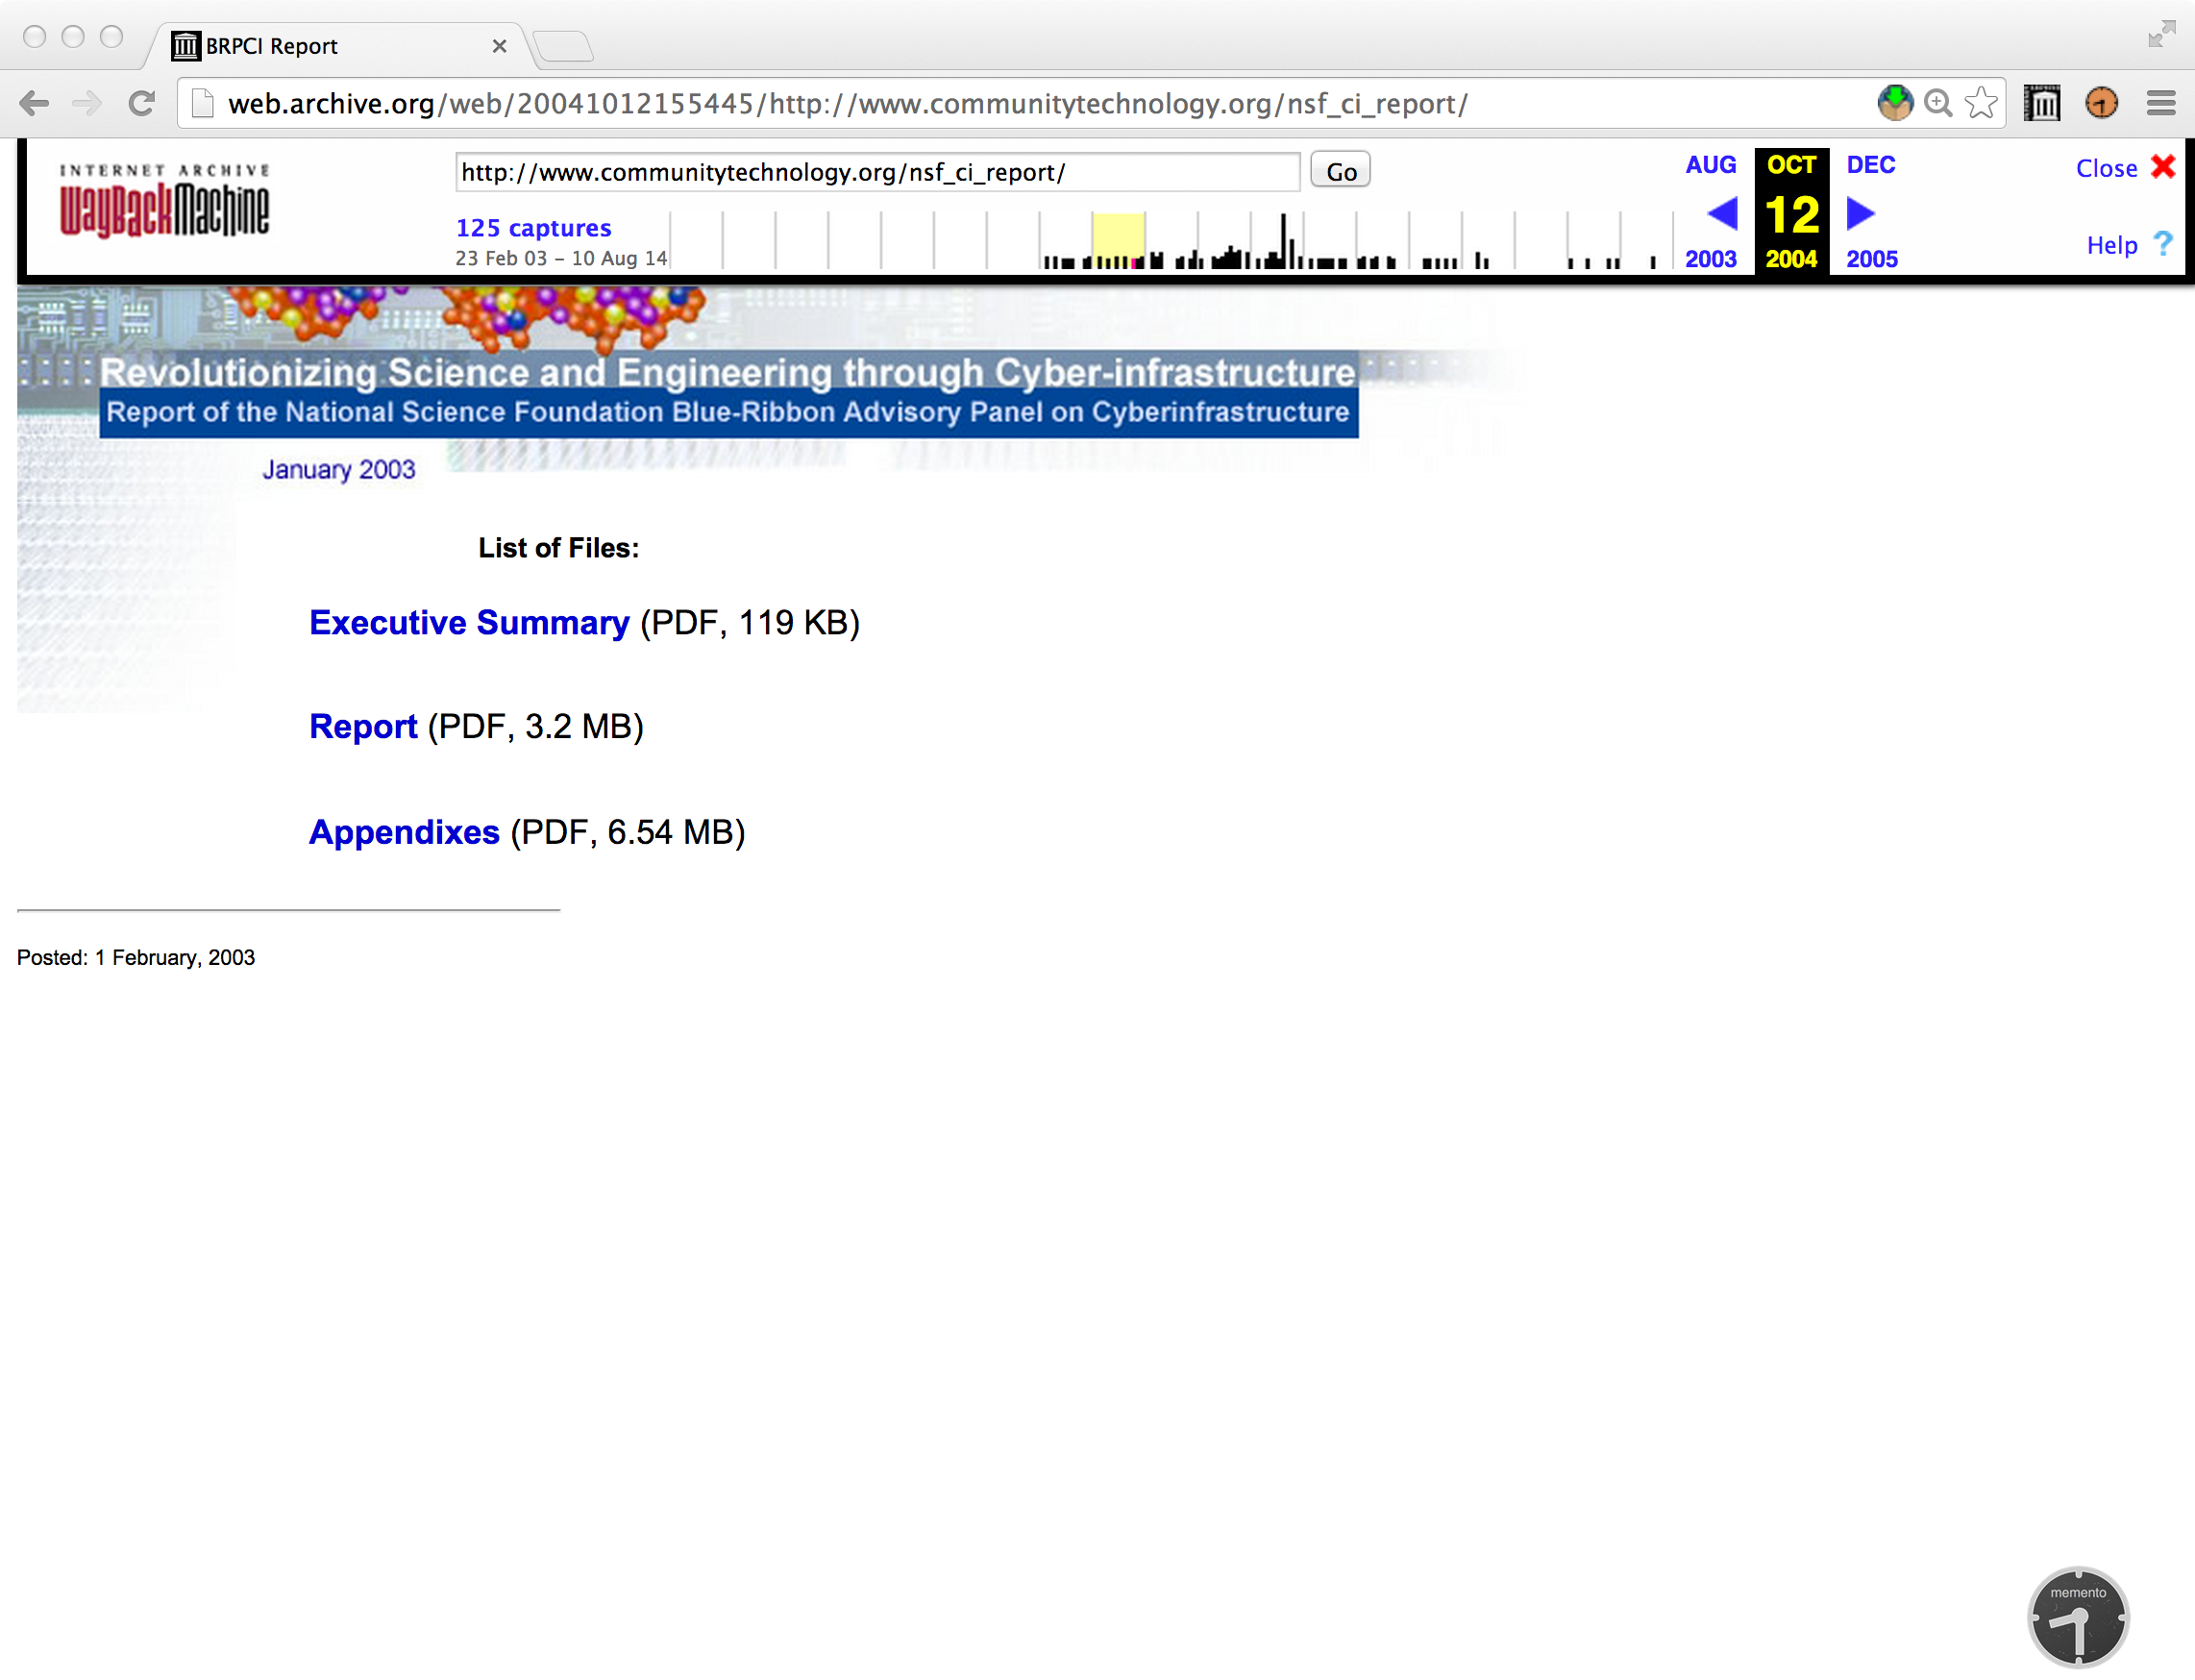 BRPCI Report
web.archive.org/web/20041012155445/http://www.communitytechnology.org/nsf_ci_report/
INTERNET ARCHIVE
WayBackMachine
http://www.communitytechnology.org/nsf_ci_report/
Go
125 captures
23 Feb 03 – 10 Aug 14
AUG OCT DEC
12
2003 2004 2005
Close
Help ?
Revolutionizing Science and Engineering through Cyber-infrastructure
Report of the National Science Foundation Blue-Ribbon Advisory Panel on Cyberinfrastructure
January 2003
List of Files:
Executive Summary (PDF, 119 KB)
Report (PDF, 3.2 MB)
Appendixes (PDF, 6.54 MB)
Posted: 1 February, 2003
memento